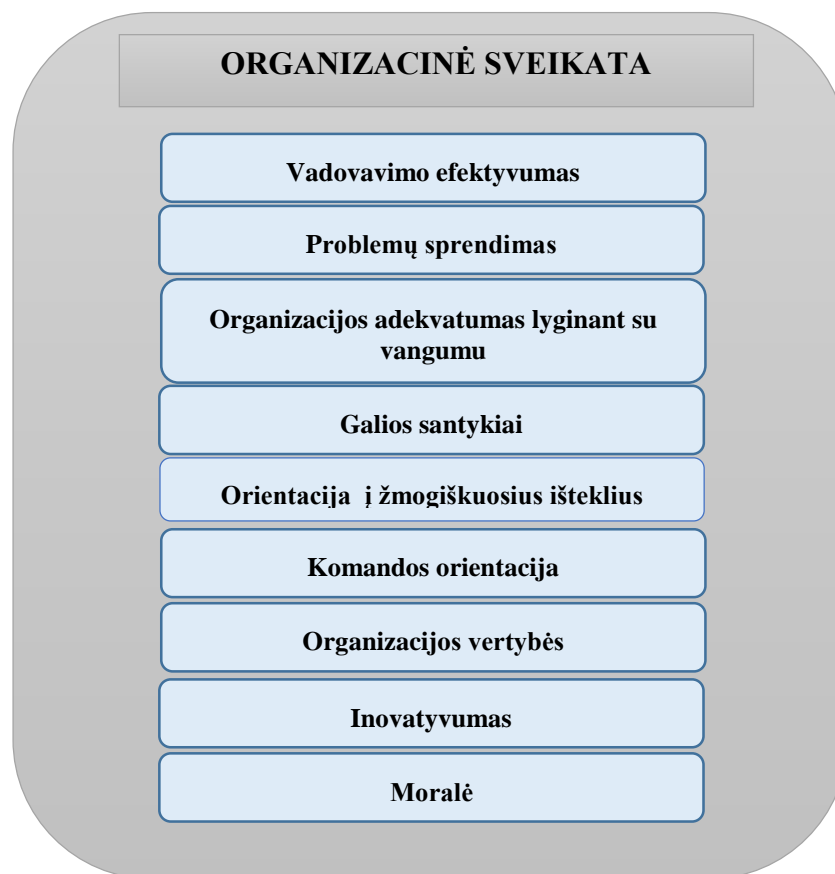 ORGANIZACINĖ SVEIKATA
Vadovavimo efektyvumas
Problemų sprendimas
Organizacijos adekvatumas lyginant su
vangumu
Galios santykiai
Orientacija į žmogiškuosius išteklius
Komandos orientacija
Organizacijos vertybės
Inovatyvumas
Moralė